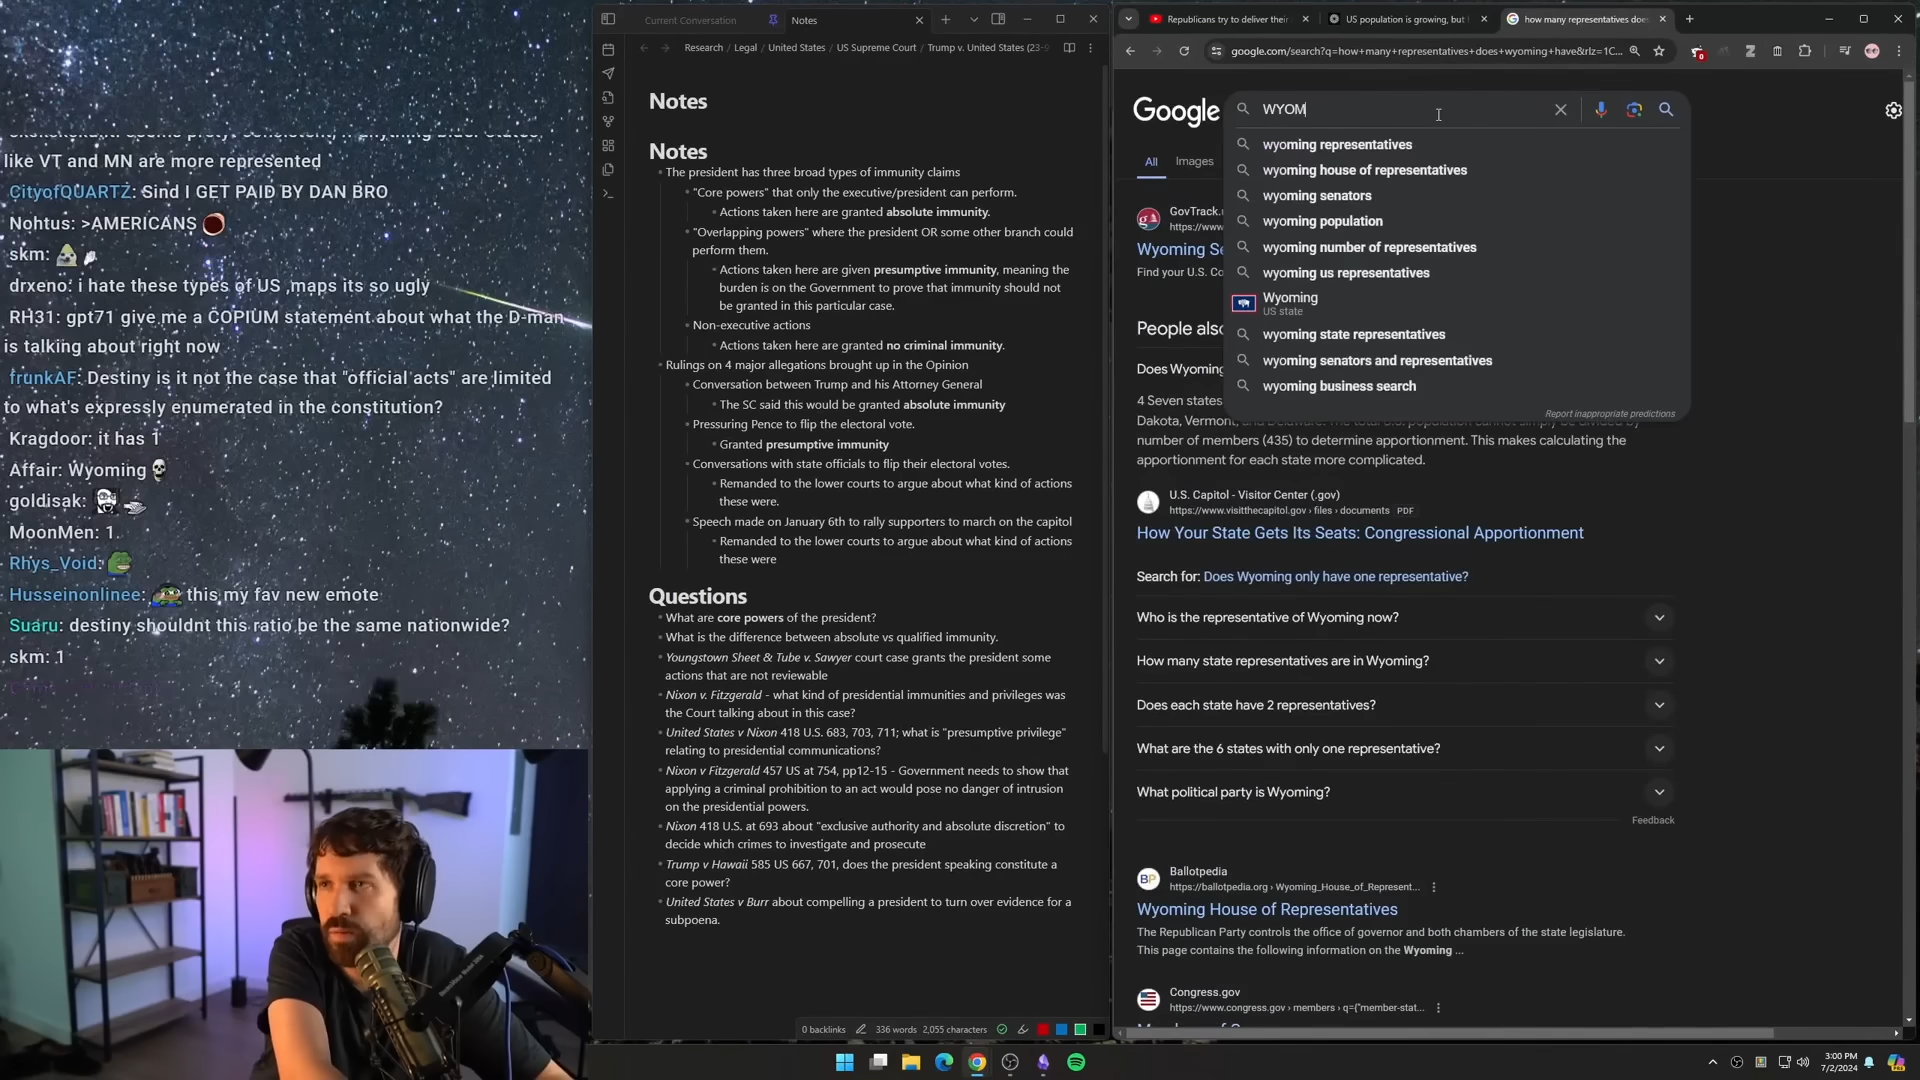 like VT and MN are more represented
CityofQUARTZ: Sind I GET PAID BY DAN BRO
Nohtus: >AMERICANS
skm:
drxeno: i hate these types of US ,maps its so ugly
RH31: gpt71 give me a COPIUM statement about what the D-man
is talking about right now
frunkAF: Destiny is it not the case that "official acts" are limited
to what's expressly enumerated in the constitution?
Kragdoor: it has 1
Affair: Wyoming
goldisak:
MoonMen: 1
Rhys_Void:
Husseinonlinee: this my fav new emote
Suaru: destiny shouldnt this ratio be the same nationwide?
skm: 1
Current Conversation
Notes
Research / Legal / United States / US Supreme Court / Trump v. United States (23-9
Notes
Notes
The president has three broad types of immunity claims
"Core powers" that only the executive/president can perform.
Actions taken here are granted absolute immunity.
"Overlapping powers" where the president OR some other branch could
perform them.
Actions taken here are given presumptive immunity, meaning the
burden is on the Government to prove that immunity should not
be granted in this particular case.
Non-executive actions
Actions taken here are granted no criminal immunity.
Rulings on 4 major allegations brought up in the Opinion
Conversation between Trump and his Attorney General
The SC said this would be granted absolute immunity
Pressuring Pence to flip the electoral vote.
Granted presumptive immunity
Conversations with state officials to flip their electoral votes.
Remanded to the lower courts to argue about what kind of actions
these were.
Speech made on January 6th to rally supporters to march on the capitol
Remanded to the lower courts to argue about what kind of actions
these were
Questions
What are core powers of the president?
What is the difference between absolute vs qualified immunity.
Youngstown Sheet & Tube v. Sawyer court case grants the president some
actions that are not reviewable
Nixon v. Fitzgerald - what kind of presidential immunities and privileges was
the Court talking about in this case?
United States v Nixon 418 U.S. 683, 703, 711; what is "presumptive privilege"
relating to presidential communications?
Nixon v Fitzgerald 457 US at 754, pp12-15 - Government needs to show that
applying a criminal prohibition to an act would pose no danger of intrusion
on the presidential powers.
Nixon 418 U.S. at 693 about "exclusive authority and absolute discretion" to
decide which crimes to investigate and prosecute
Trump v Hawaii 585 US 667, 701, does the president speaking constitute a
core power?
United States v Burr about compelling a president to turn over evidence for a
subpoena.
0 backlinks 336 words 2,055 characters
Republicans try to deliver their
US population is growing, but
how many representatives does
google.com/search?q=how+many+representatives+does+wyoming+have&rlz=1C...
Google
WYOM
wyoming representatives
wyoming house of representatives
wyoming senators
wyoming population
wyoming number of representatives
wyoming us representatives
Wyoming
US state
wyoming state representatives
wyoming senators and representatives
wyoming business search
Report inappropriate predictions
All Images
GovTrack.
https://www
Wyoming Se
Find your U.S. Co
People also
Does Wyoming
4 Seven states
Dakota, Vermont, and Delaware. The total U.S. population cannot simply be divided by
number of members (435) to determine apportionment. This makes calculating the
apportionment for each state more complicated.
U.S. Capitol - Visitor Center (.gov)
https://www.visitthecapitol.gov › files › documents PDF
How Your State Gets Its Seats: Congressional Apportionment
Search for: Does Wyoming only have one representative?
Who is the representative of Wyoming now?
How many state representatives are in Wyoming?
Does each state have 2 representatives?
What are the 6 states with only one representative?
What political party is Wyoming?
Feedback
Ballotpedia
https://ballotpedia.org › Wyoming_House_of_Represent...
Wyoming House of Representatives
The Republican Party controls the office of governor and both chambers of the state legislature.
This page contains the following information on the Wyoming ...
Congress.gov
https://www.congress.gov › members › q={"member-stat...
3:00 PM
7/2/2024